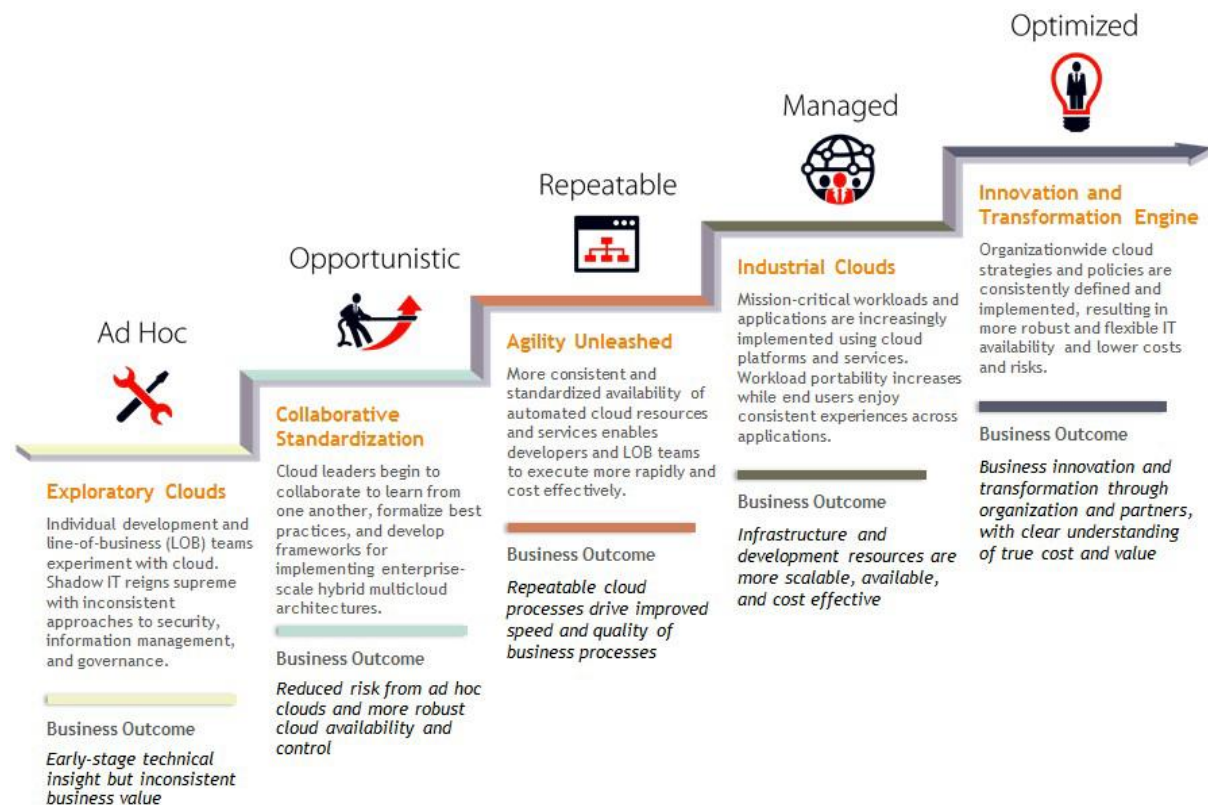 Ad Hoc
Exploratory Clouds
Individual development and
line-of-business (LOB) teams
experiment with cloud.
Shadow IT reigns supreme
with inconsistent
approaches to security,
information management,
and governance.
Business Outcome
Early-stage technical
insight but inconsistent
business value
Opportunistic
Collaborative
Standardization
Cloud leaders begin to
collaborate to learn from
one another, formalize best
practices, and develop
frameworks for
implementing enterprise-
scale hybrid multicloud
architectures.
Business Outcome
Reduced risk from ad hoc
clouds and more robust
cloud availability and
control
Repeatable
Agility Unleashed
More consistent and
standardized availability of
automated cloud resources
and services enables
developers and LOB teams
to execute more rapidly and
cost effectively.
Business Outcome
Repeatable cloud
processes drive improved
speed and quality of
business processes
Managed
Industrial Clouds
Mission-critical workloads and
applications are increasingly
implemented using cloud
platforms and services.
Workload portability increases
while end users enjoy
consistent experiences across
applications.
Business Outcome
Infrastructure and
development resources are
more scalable, available,
and cost effective
Optimized
Innovation and
Transformation Engine
Organizationwide cloud
strategies and policies are
consistently defined and
implemented, resulting in
more robust and flexible IT
availability and lower costs
and risks.
Business Outcome
Business innovation and
transformation through
organization and partners,
with clear understanding
of true cost and value